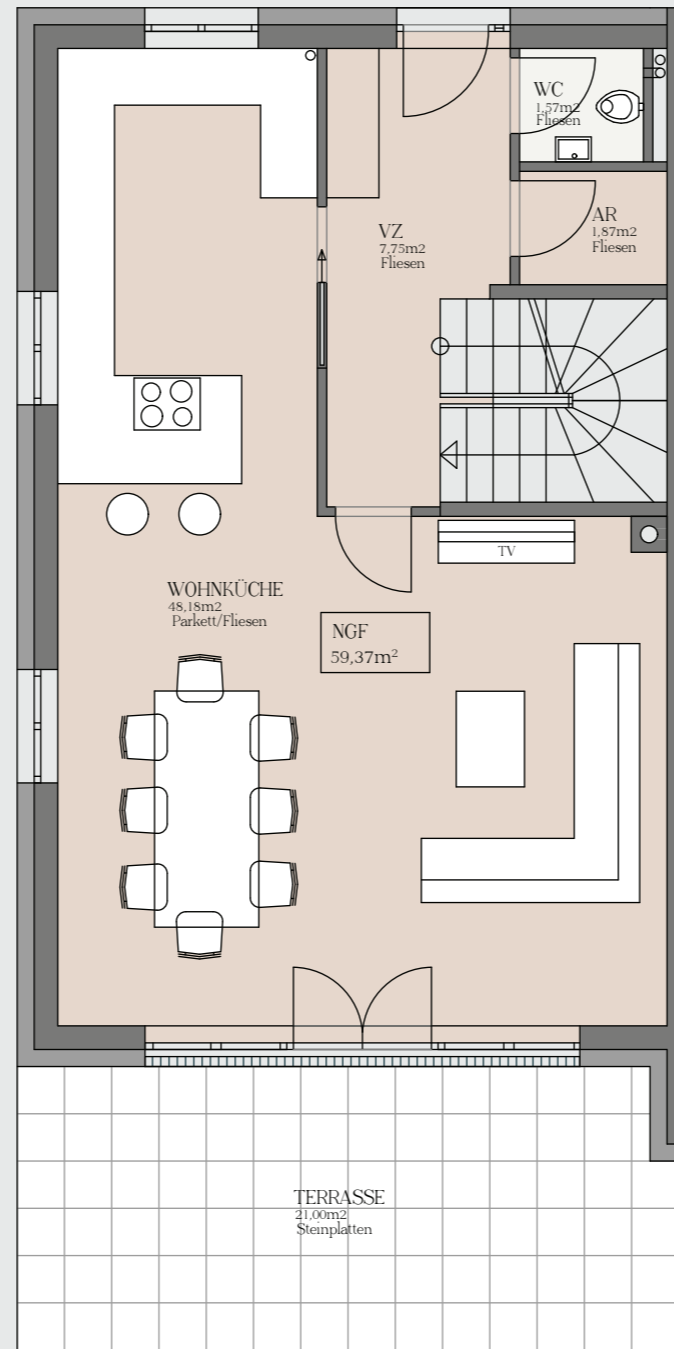 WC
1,57m2
Fliesen
AR
1,87m2
Fliesen
VZ
7,75m2
Fliesen
TV
WOHNKÜCHE
48,18m2
Parkett/Fliesen
NGF
59,37m²
TERRASSE
21,00m2
Steinplatten